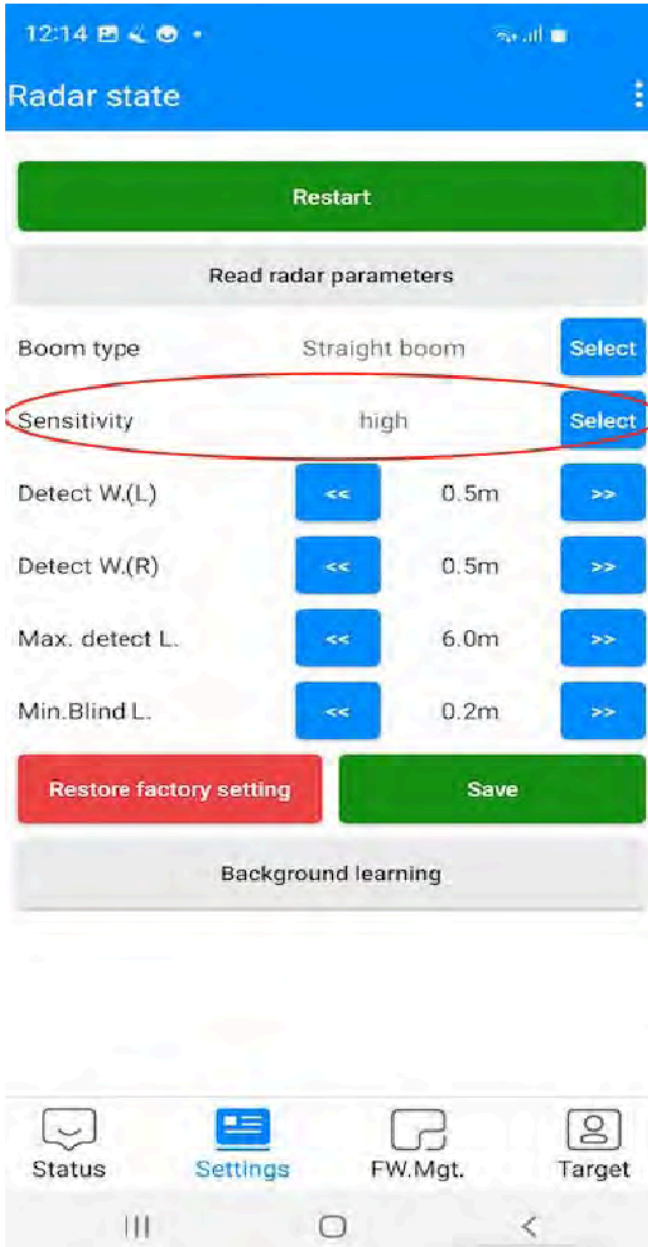 12:14
Radar state
Restart
Read radar parameters
Boom type Straight boom Select
Sensitivity high Select
Detect W.(L) << 0.5m >>
Detect W.(R) << 0.5m >>
Max. detect L. << 6.0m >>
Min.Blind L. << 0.2m >>
Restore factory setting Save
Background learning
Status Settings FW.Mgt. Target